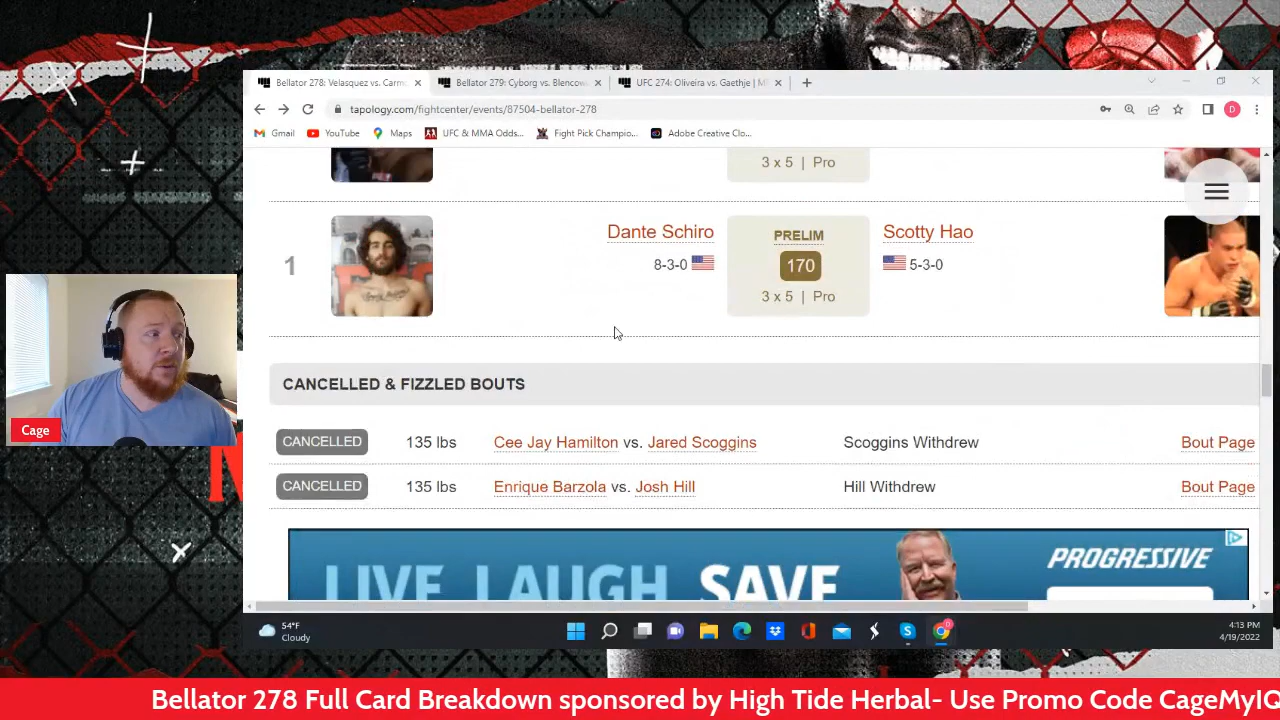 Bellator 278: Velasquez vs. Carmo
Bellator 279: Cyborg vs. Blencowe
UFC 274: Oliveira vs. Gaethje | M
tapology.com/fightcenter/events/87504-bellator-278
D
Gmail
YouTube
Maps
UFC & MMA Odds...
Fight Pick Champio...
Adobe Creative Clo...
3 x 5 | Pro
1
Dante Schiro
8-3-0
PRELIM
170
3 x 5 | Pro
Scotty Hao
5-3-0
CANCELLED & FIZZLED BOUTS
CANCELLED 135 lbs Cee Jay Hamilton vs. Jared Scoggins Scoggins Withdrew Bout Page
CANCELLED 135 lbs Enrique Barzola vs. Josh Hill Hill Withdrew Bout Page
LIVE, LAUGH, SAVE
PROGRESSIVE
Cage
54°F
Cloudy
4:13 PM
4/19/2022
Bellator 278 Full Card Breakdown sponsored by High Tide Herbal- Use Promo Code CageMyIQ